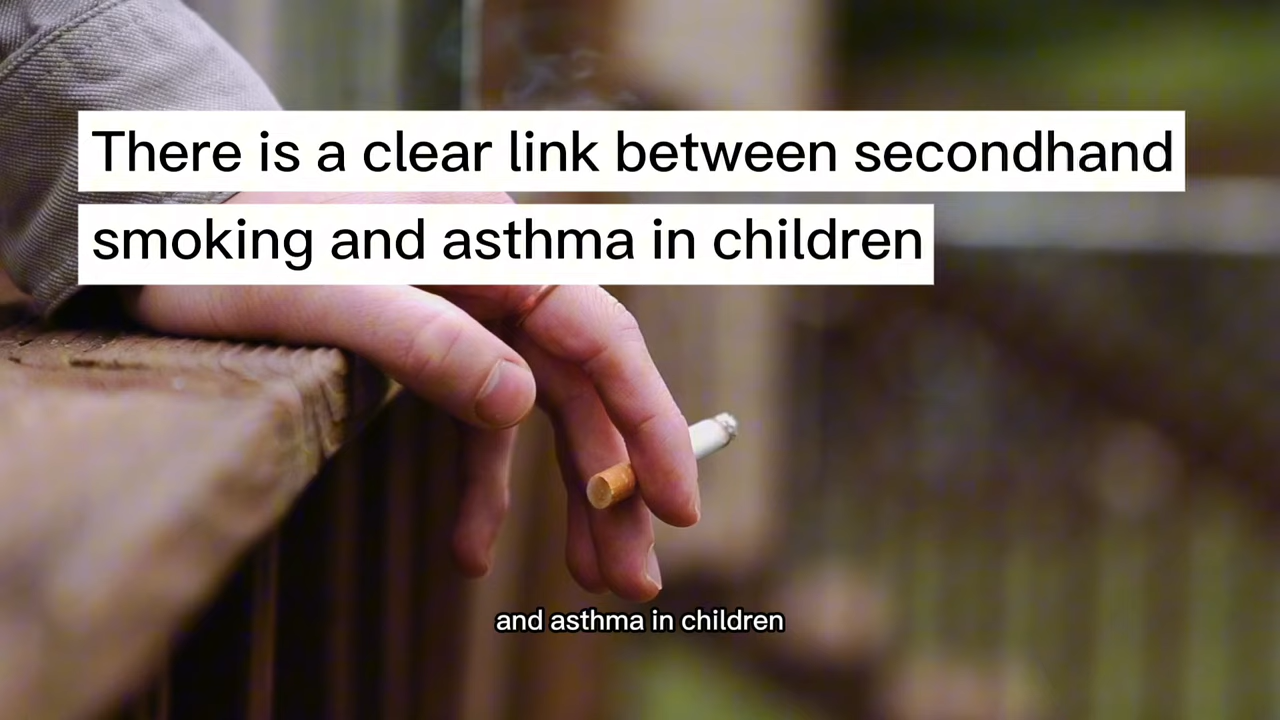 There is a clear link between secondhand
smoking and asthma in children
and asthma in children